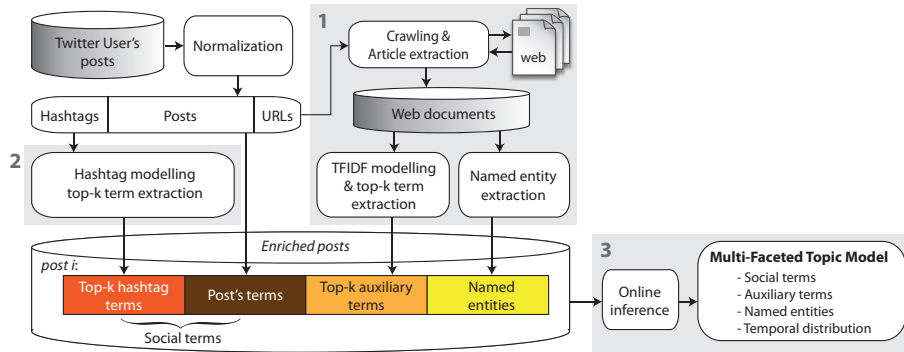 1
Twitter User's
posts
Normalization
Crawling &
Article extraction
web
Hashtags
Posts
URLs
Web documents
2
Hashtag modelling
top-k term extraction
TFIDF modelling
& top-k term
extraction
Named entity
extraction
Enriched posts
post i:
Top-k hashtag
terms
Post's terms
Top-k auxiliary
terms
Named
entities
Social terms
3
Online
inference
Multi-Faceted Topic Model
- Social terms
- Auxiliary terms
- Named entities
- Temporal distribution